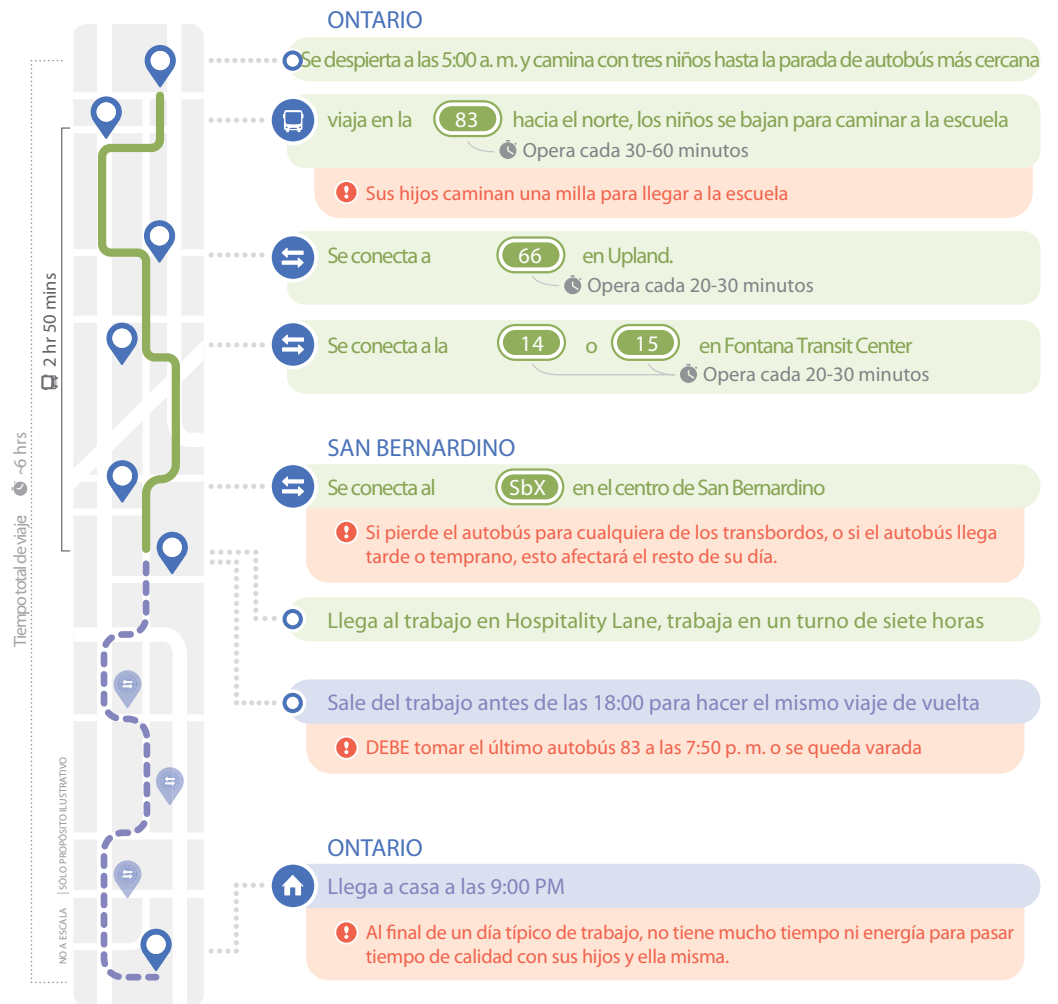 ONTARIO
Se despierta a las 5:00 a. m. y camina con tres niños hasta la parada de autobús más cercana
viaja en la 83 hacia el norte, los niños se bajan para caminar a la escuela
Opera cada 30-60 minutos
Sus hijos caminan una milla para llegar a la escuela
Se conecta a 66 en Upland.
Opera cada 20-30 minutos
Se conecta a la 14 o 15 en Fontana Transit Center
Opera cada 20-30 minutos
SAN BERNARDINO
Se conecta al SbX en el centro de San Bernardino
Si pierde el autobús para cualquiera de los transbordos, o si el autobús llega
tarde o temprano, esto afectará el resto de su día.
Llega al trabajo en Hospitality Lane, trabaja en un turno de siete horas
Sale del trabajo antes de las 18:00 para hacer el mismo viaje de vuelta
DEBE tomar el último autobús 83 a las 7:50 p. m. o se queda varada
ONTARIO
Llega a casa a las 9:00 PM
Al final de un día típico de trabajo, no tiene mucho tiempo ni energía para pasar
tiempo de calidad con sus hijos y ella misma.
2 hr 50 mins
Tiempo total de viaje ~6 hrs
NO A ESCALA | SÓLO PROPÓSITO ILUSTRATIVO